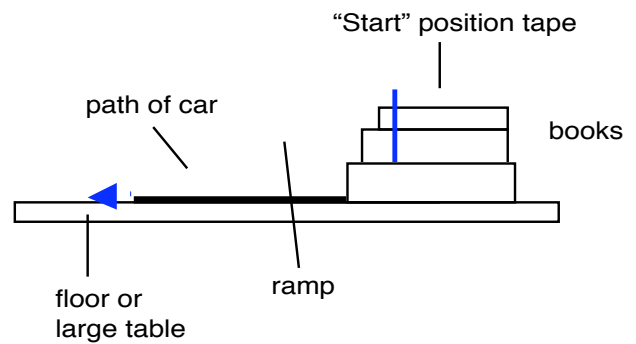 “Start” position tape
path of car
books
ramp
floor or
large table